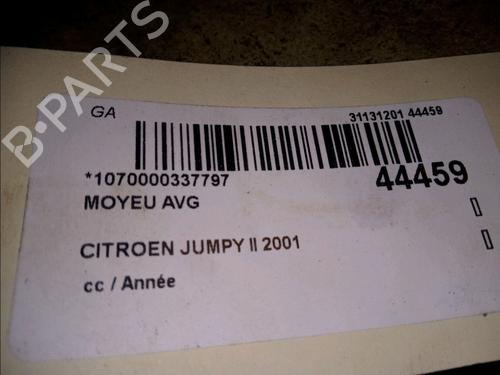 B-PARTS
GA
31131201 44459
*1070000337797
44459
MOYEU AVG
CITROEN JUMPY II 2001
cc / Année